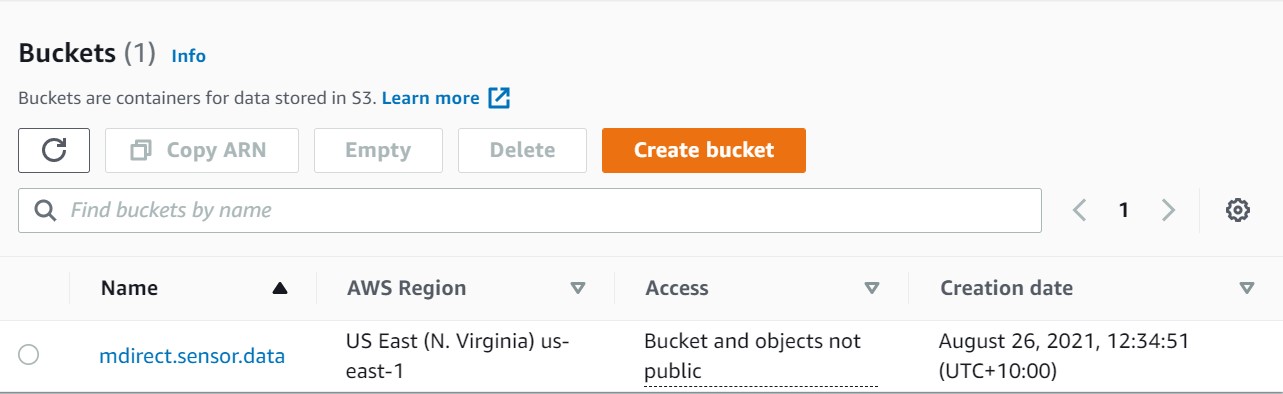 Buckets (1) Info
Buckets are containers for data stored in S3. Learn more
Copy ARN Empty Delete Create bucket
Find buckets by name 1
Name AWS Region Access Creation date
mdirect.sensor.data US East (N. Virginia) us- Bucket and objects not August 26, 2021, 12:34:51
east-1 public (UTC+10:00)